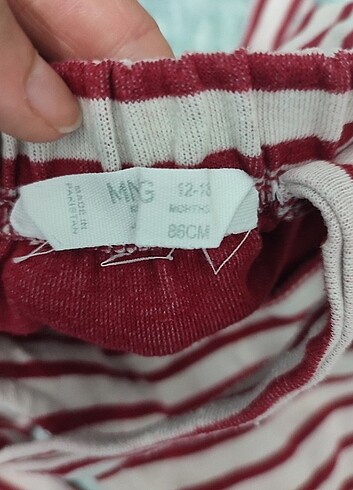 MADE IN
PAKISTAN
MNG
12-18
MONTHS
86CM